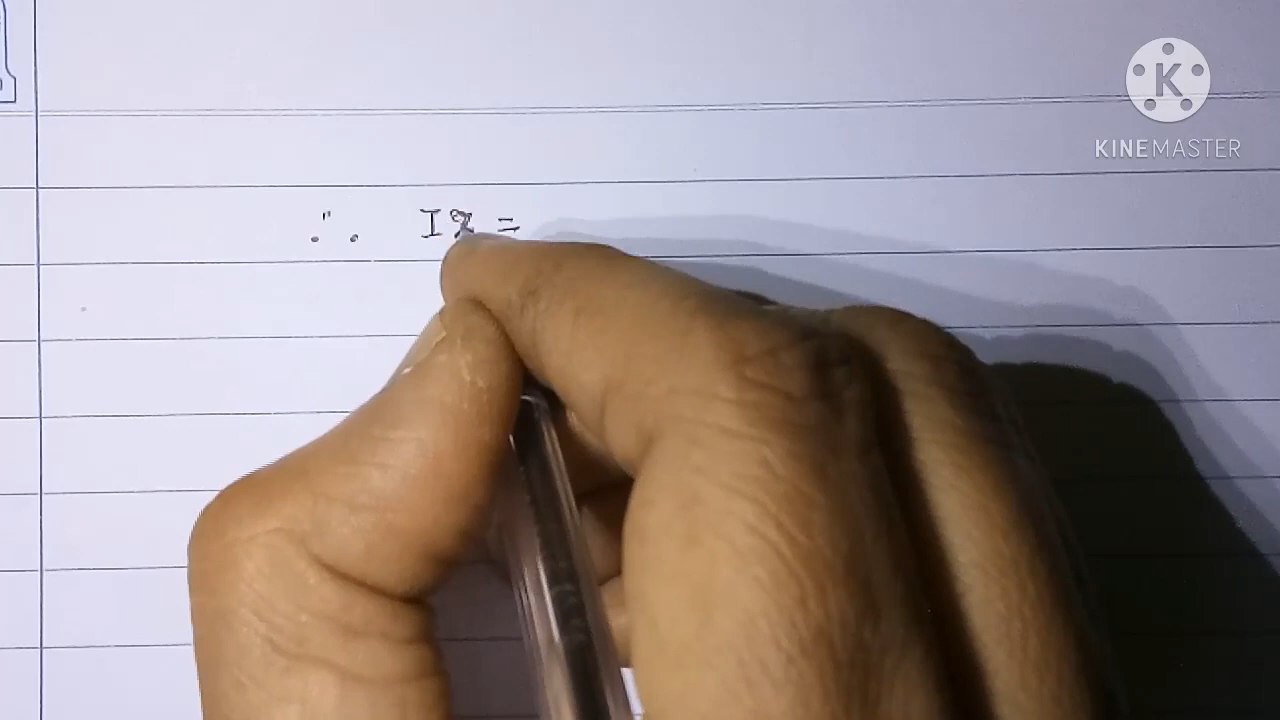 K
KINEMASTER
∴ I x =